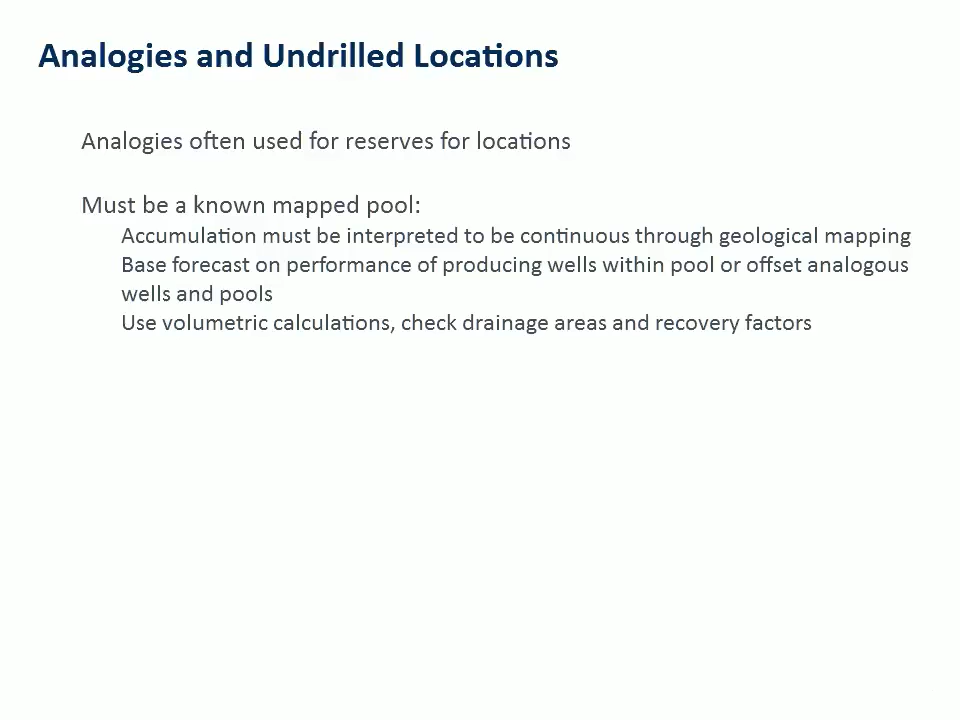 Analogies and Undrilled Locations
Analogies often used for reserves for locations
Must be a known mapped pool:
Accumulation must be interpreted to be continuous through geological mapping
Base forecast on performance of producing wells within pool or offset analogous
wells and pools
Use volumetric calculations, check drainage areas and recovery factors